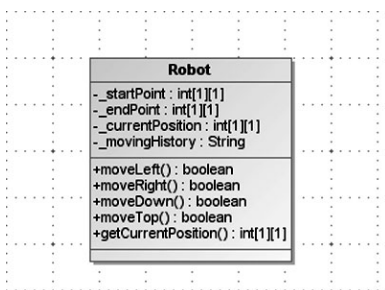 Robot
-_startPoint : int[1][1]
-_endPoint : int[1][1]
-_currentPosition : int[1][1]
-_movingHistory : String
+moveLeft() : boolean
+moveRight() : boolean
+moveDown() : boolean
+moveTop() : boolean
+getCurrentPosition() : int[1][1]